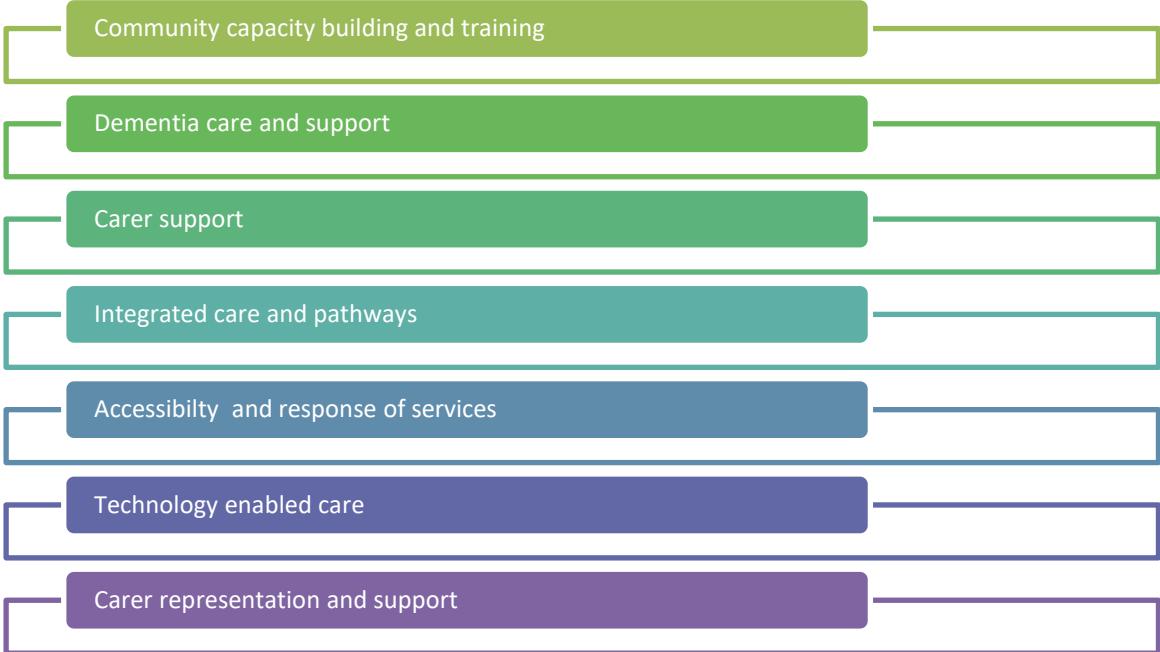 Community capacity building and training
Dementia care and support
Carer support
Integrated care and pathways
Accessibilty  and response of services
Technology enabled care
Carer representation and support